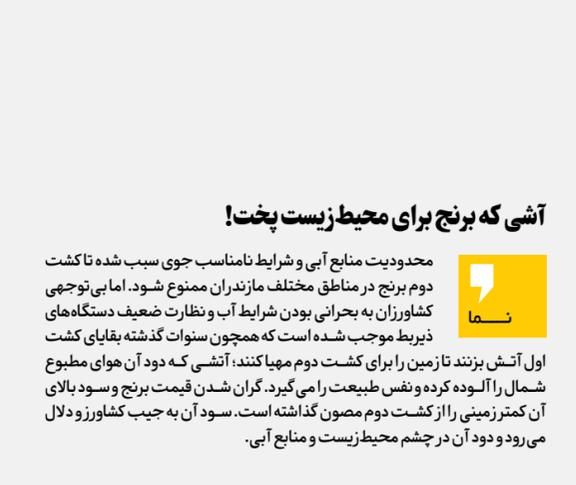 آشی که برنج برای محیط‌زیست پخت!
نما
محدودیت منابع آبی و شرایط نامناسب جوی سبب شده تا کشت
دوم برنج در مناطق مختلف مازندران ممنوع شود. اما بی‌توجهی
کشاورزان به بحرانی بودن شرایط آب و نظارت ضعیف دستگاه‌های
ذیربط موجب شده است که همچون سنوات گذشته بقایای کشت
اول آتش بزنند تا زمین را برای کشت دوم مهیا کنند؛ آتشی که دود آن هوای مطبوع
شمال را آلوده کرده و نفس طبیعت را می‌گیرد. گران شدن قیمت برنج و سود بالای
آن کمتر زمینی را از کشت دوم مصون گذاشته است. سود آن به جیب کشاورز و دلال
می‌رود و دود آن در چشم محیط‌زیست و منابع آبی.